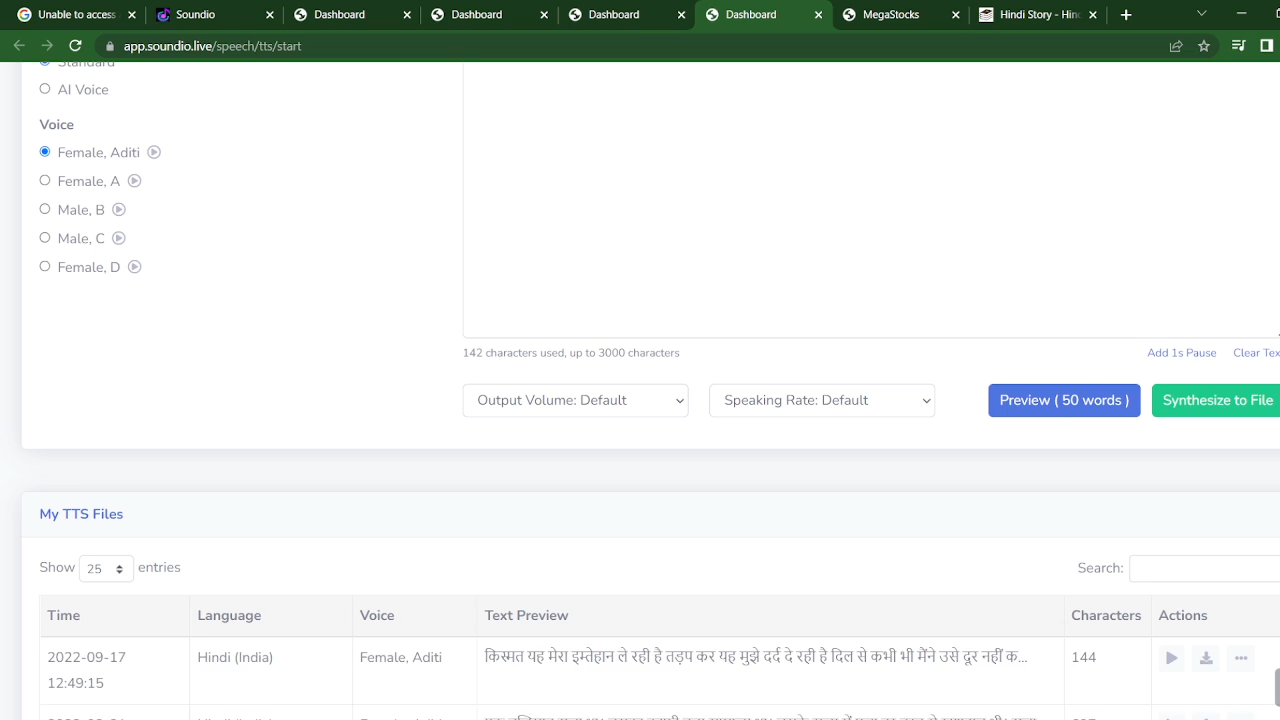 Unable to access
Soundio
Dashboard
Dashboard
Dashboard
Dashboard
MegaStocks
Hindi Story - Hind
app.soundio.live/speech/tts/start
Standard
AI Voice
Voice
Female, Aditi
Female, A
Male, B
Male, C
Female, D
142 characters used, up to 3000 characters
Add 1s Pause
Clear Tex
Output Volume: Default
Speaking Rate: Default
Preview ( 50 words )
Synthesize to File
My TTS Files
Show 25 entries
Search:
Time Language Voice Text Preview Characters Actions
2022-09-17 Hindi (India) Female, Aditi किस्मत यह मेरा इम्तेहान ले रही है तड़प कर यह मुझे दर्द दे रही है दिल से कभी भी मैंने उसे दूर नहीं क... 144
12:49:15